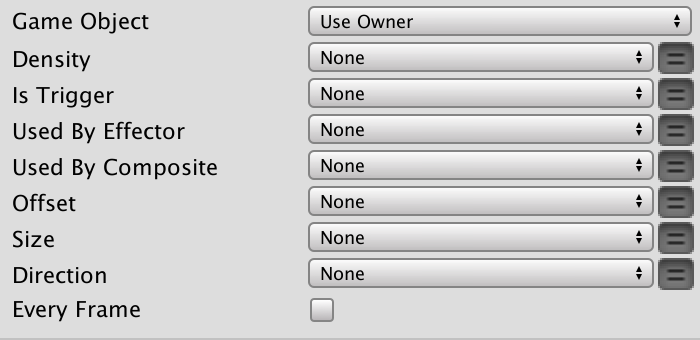 Game Object Use Owner
Density None
Is Trigger None
Used By Effector None
Used By Composite None
Offset None
Size None
Direction None
Every Frame